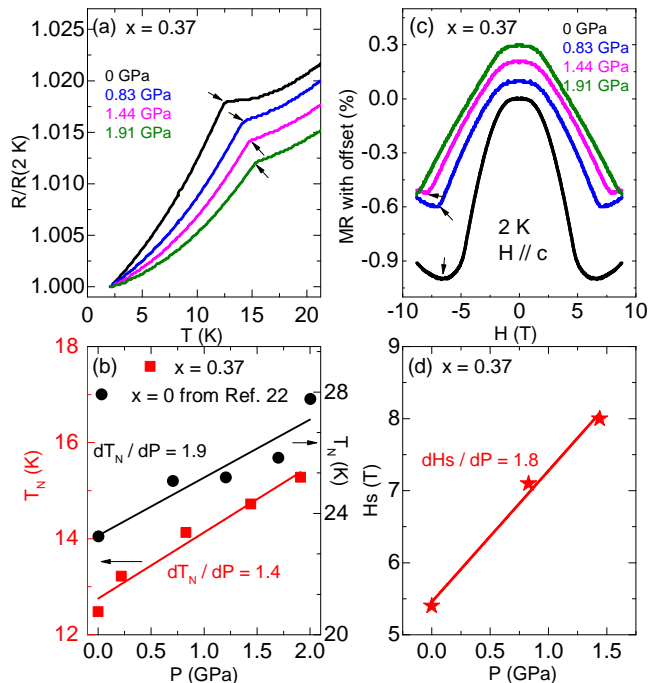 (a) x = 0.37
0 GPa
0.83 GPa
1.44 GPa
1.91 GPa
1.025
1.020
1.015
1.010
1.005
1.000
R/R(2 K)
0 5 10 15 20
T (K)
(c) x = 0.37
0 GPa
0.83 GPa
1.44 GPa
1.91 GPa
0.3
0.0
-0.3
-0.6
-0.9
MR with offset (%)
2 K
H // c
-10 -5 0 5 10
H (T)
(b) x = 0.37
x = 0 from Ref. 22
dT_N / dP = 1.9
dT_N / dP = 1.4
18
16
14
12
T_N (K)
28
24
20
T_N (K)
0.0 0.5 1.0 1.5 2.0
P (GPa)
(d) x = 0.37
dHs / dP = 1.8
9
8
7
6
5
Hs (T)
0.0 0.5 1.0 1.5
P (GPa)